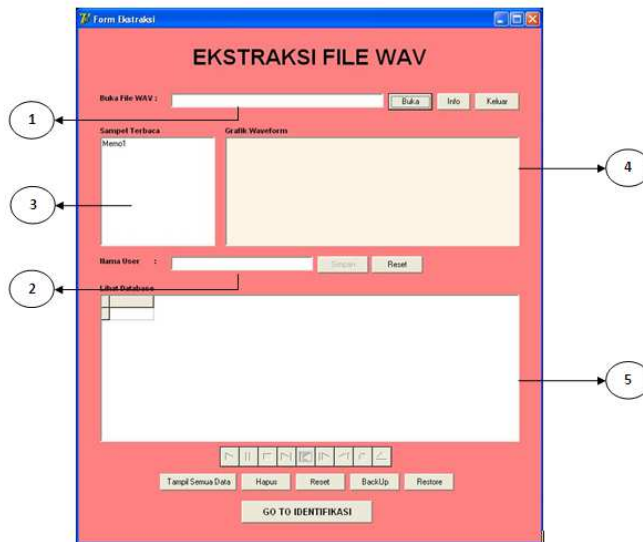 Form Ekstraksi
EKSTRAKSI FILE WAV
Buka File WAV :
Buka
Info
Keluar
1
Sampel Terbaca
Grafik Waveform
Memo1
4
3
Nama User :
Simpan
Reset
2
Lihat Database
5
Tampil Semua Data
Hapus
Reset
BackUp
Restore
GO TO IDENTIFIKASI